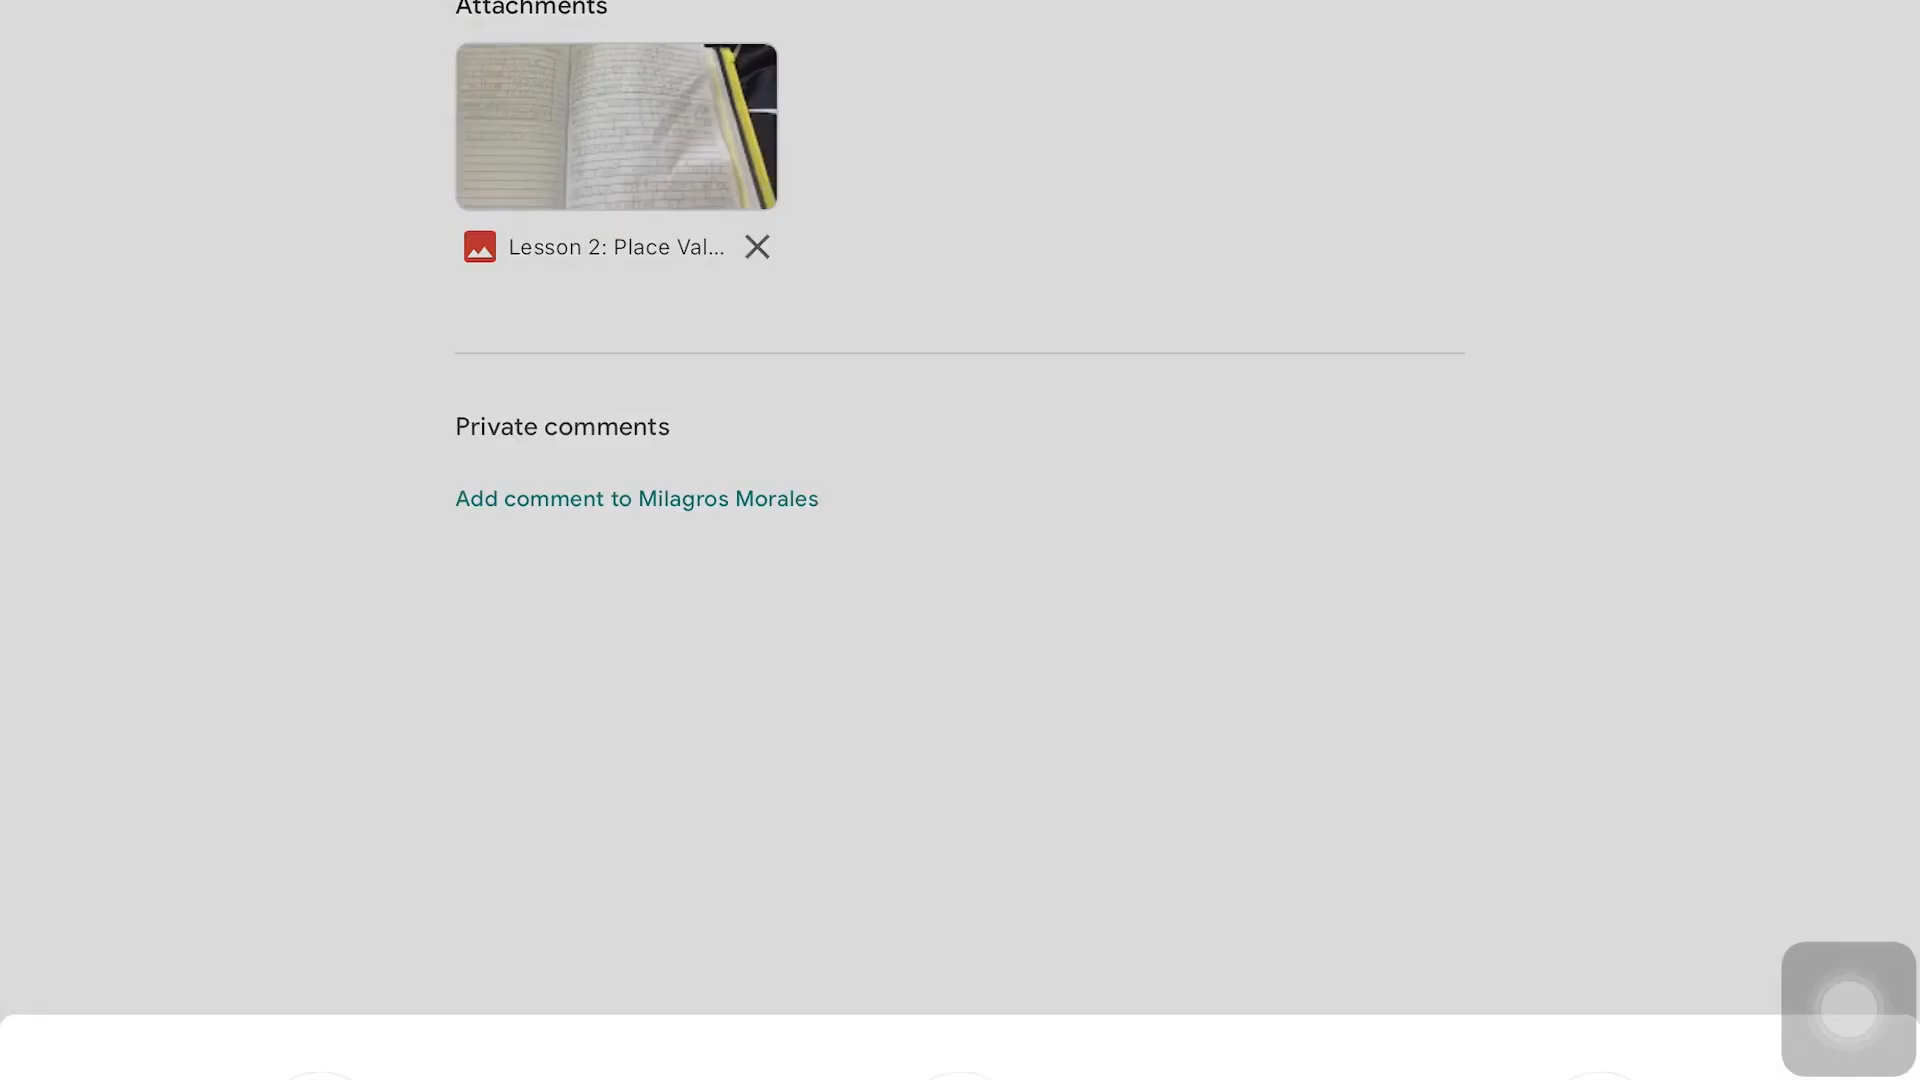 Attachments
Lesson 2: Place Val...
Private comments
Add comment to Milagros Morales